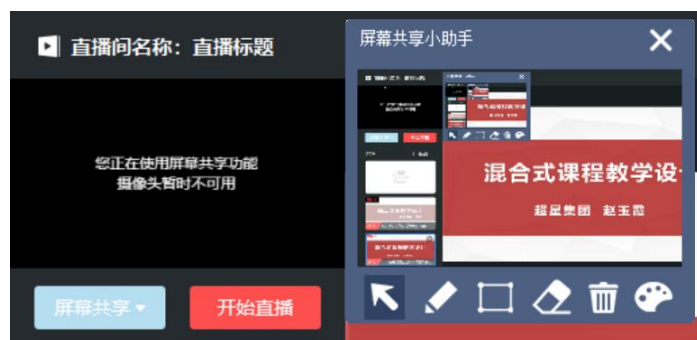 直播间名称：直播标题
您正在使用屏幕共享功能
摄像头暂时不可用
屏幕共享
开始直播
屏幕共享小助手
混合式课程教学设
超星集团 赵玉霞